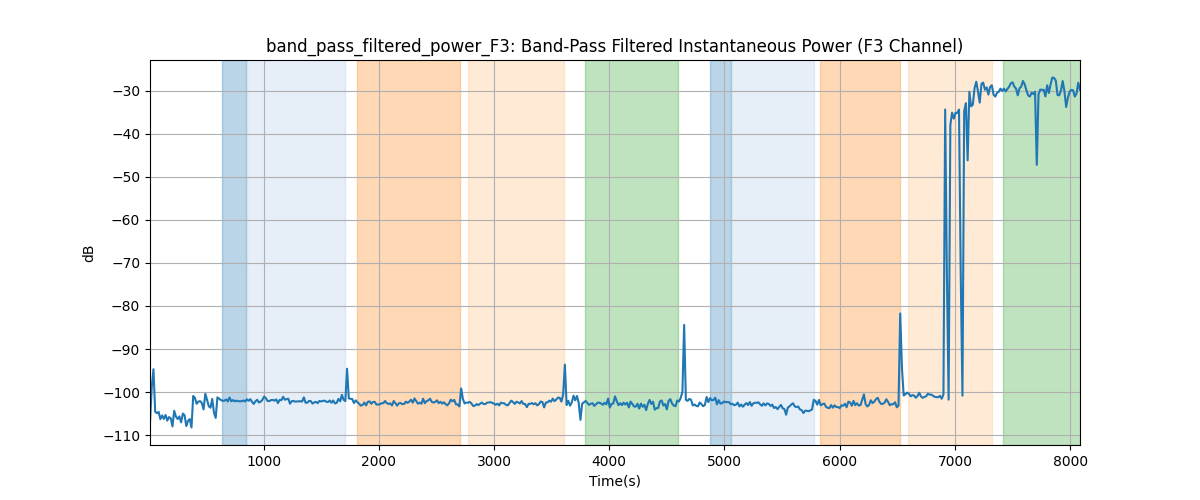 band_pass_filtered_power_F3: Band-Pass Filtered Instantaneous Power (F3 Channel)
−30
−40
−50
−60
−70
−80
−90
−100
−110
dB
1000 2000 3000 4000 5000 6000 7000 8000
Time(s)